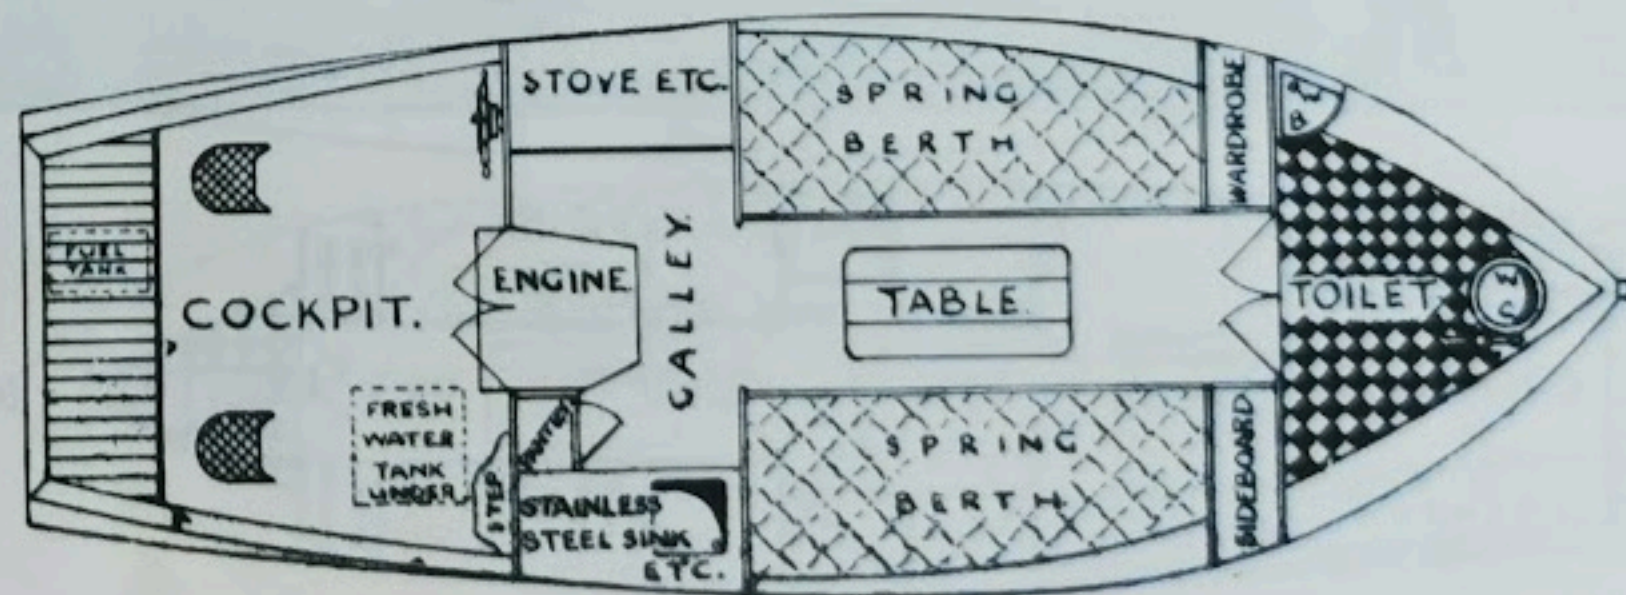 STOVE ETC.
SPRING
BERTH
WARDROBE
FUEL
TANK
COCKPIT.
ENGINE.
GALLEY.
TABLE.
TOILET
W
C
FRESH
WATER
TANK
UNDER
STEP
PANTRY
STAINLESS
STEEL SINK
ETC.
SPRING
BERTH
SIDEBOARD